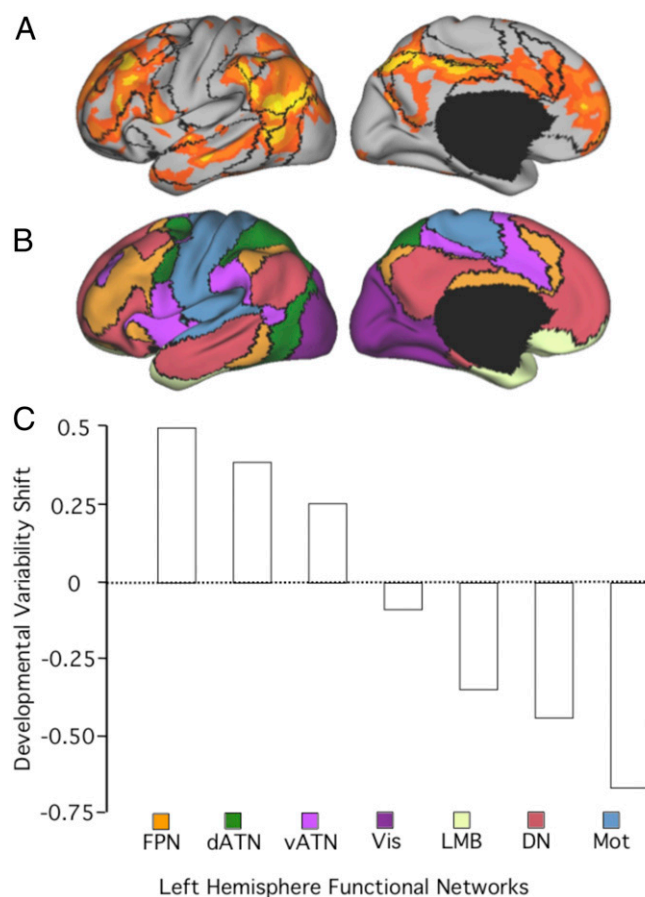 A
B
C
0.5
0.25
0
-0.25
-0.50
-0.75
Developmental Variability Shift
FPN dATN vATN Vis LMB DN Mot
Left Hemisphere Functional Networks